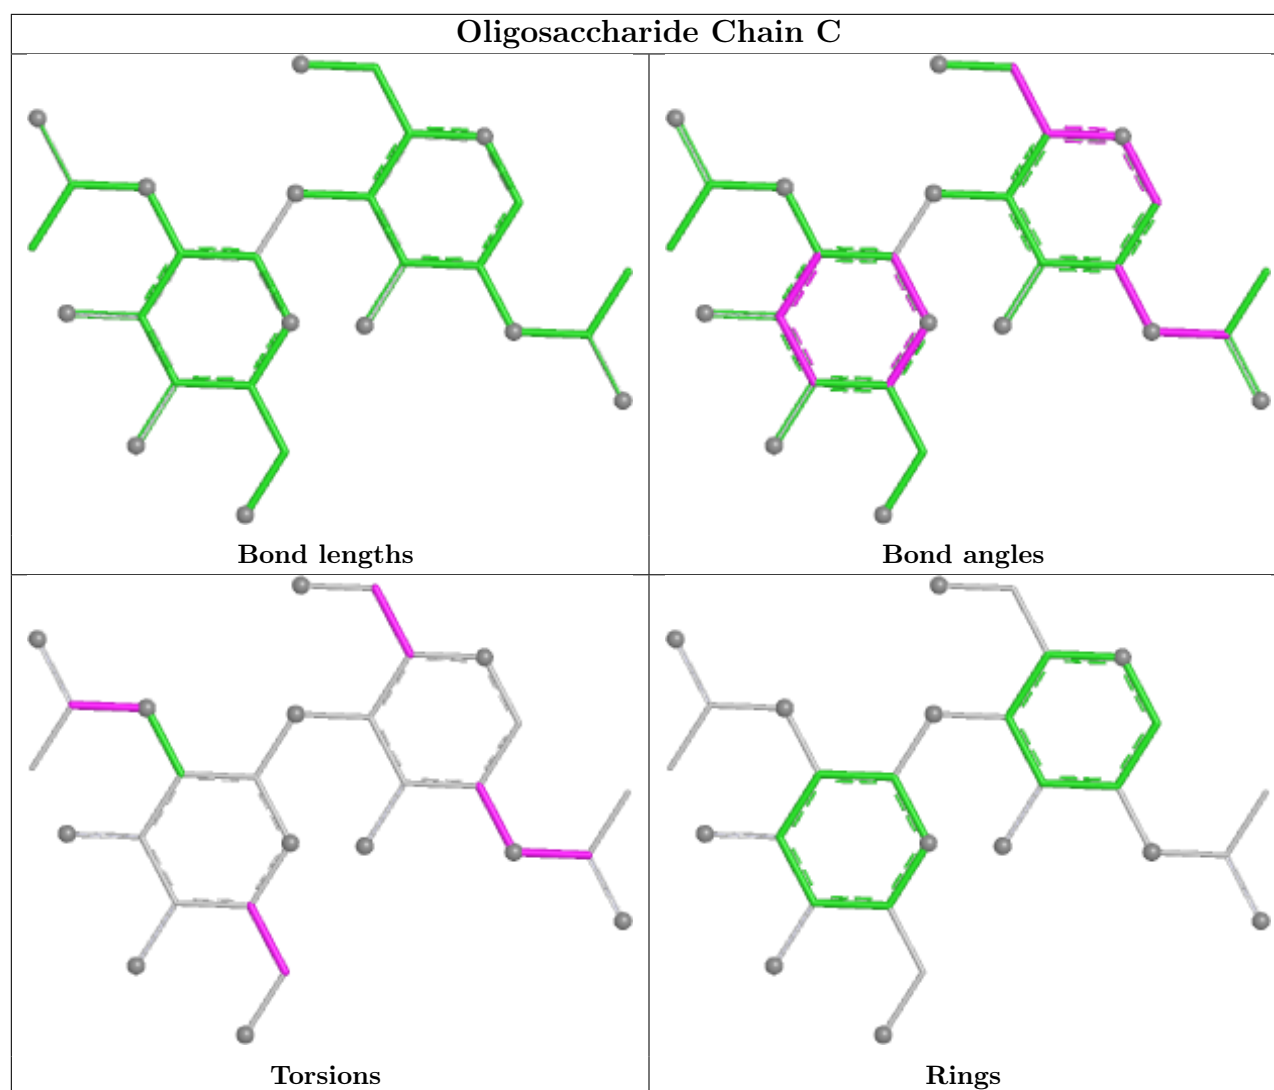 Oligosaccharide Chain C
Bond lengths
Bond angles
Torsions
Rings